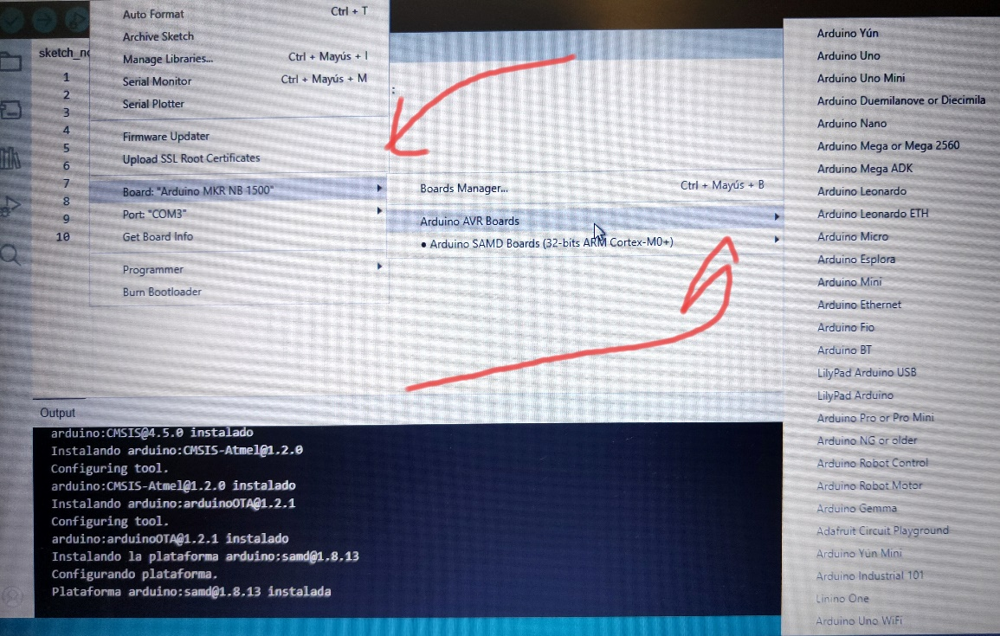 Auto Format Ctrl + T
Archive Sketch
Manage Libraries... Ctrl + Mayús + I
Serial Monitor Ctrl + Mayús + M
Serial Plotter
Firmware Updater
Upload SSL Root Certificates
Board: "Arduino MKR NB 1500"
Port: "COM3"
Get Board Info
Programmer
Burn Bootloader
sketch_no
1
2
3
4
5
6
7
8
9
10
:
Boards Manager... Ctrl + Mayús + B
Arduino AVR Boards
● Arduino SAMD Boards (32-bits ARM Cortex-M0+)
Arduino Yún
Arduino Uno
Arduino Uno Mini
Arduino Duemilanove or Diecimila
Arduino Nano
Arduino Mega or Mega 2560
Arduino Mega ADK
Arduino Leonardo
Arduino Leonardo ETH
Arduino Micro
Arduino Esplora
Arduino Mini
Arduino Ethernet
Arduino Fio
Arduino BT
LilyPad Arduino USB
LilyPad Arduino
Arduino Pro or Pro Mini
Arduino NG or older
Arduino Robot Control
Arduino Robot Motor
Arduino Gemma
Adafruit Circuit Playground
Arduino Yún Mini
Arduino Industrial 101
Linino One
Arduino Uno WiFi
Output
arduino:CMSIS@4.5.0 instalado
Instalando arduino:CMSIS-Atmel@1.2.0
Configuring tool.
arduino:CMSIS-Atmel@1.2.0 instalado
Instalando arduino:arduinoOTA@1.2.1
Configuring tool.
arduino:arduinoOTA@1.2.1 instalado
Instalando la plataforma arduino:samd@1.8.13
Configurando plataforma.
Plataforma arduino:samd@1.8.13 instalada